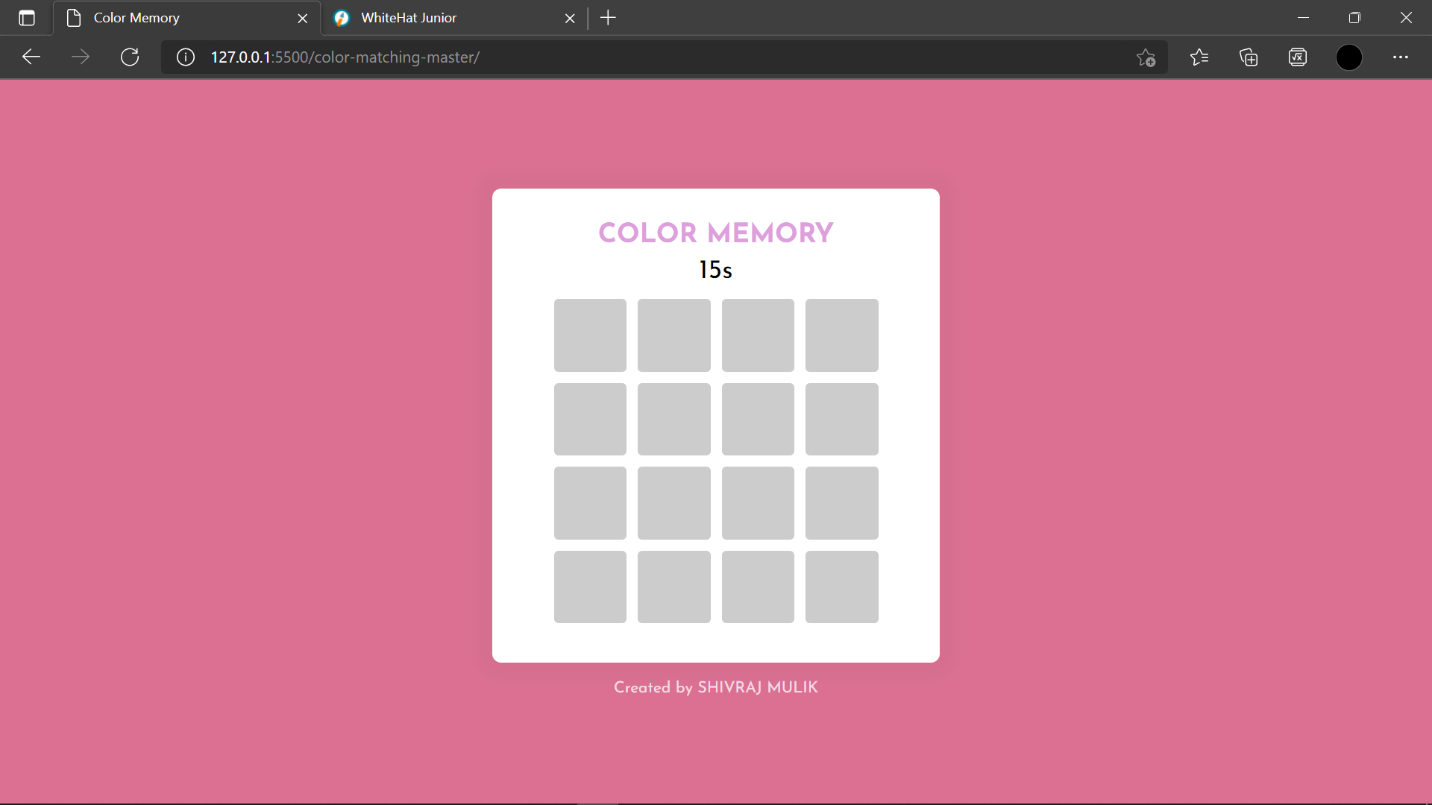 Color Memory
WhiteHat Junior
127.0.0.1:5500/color-matching-master/
COLOR MEMORY
15s
Created by SHIVRAJ MULIK